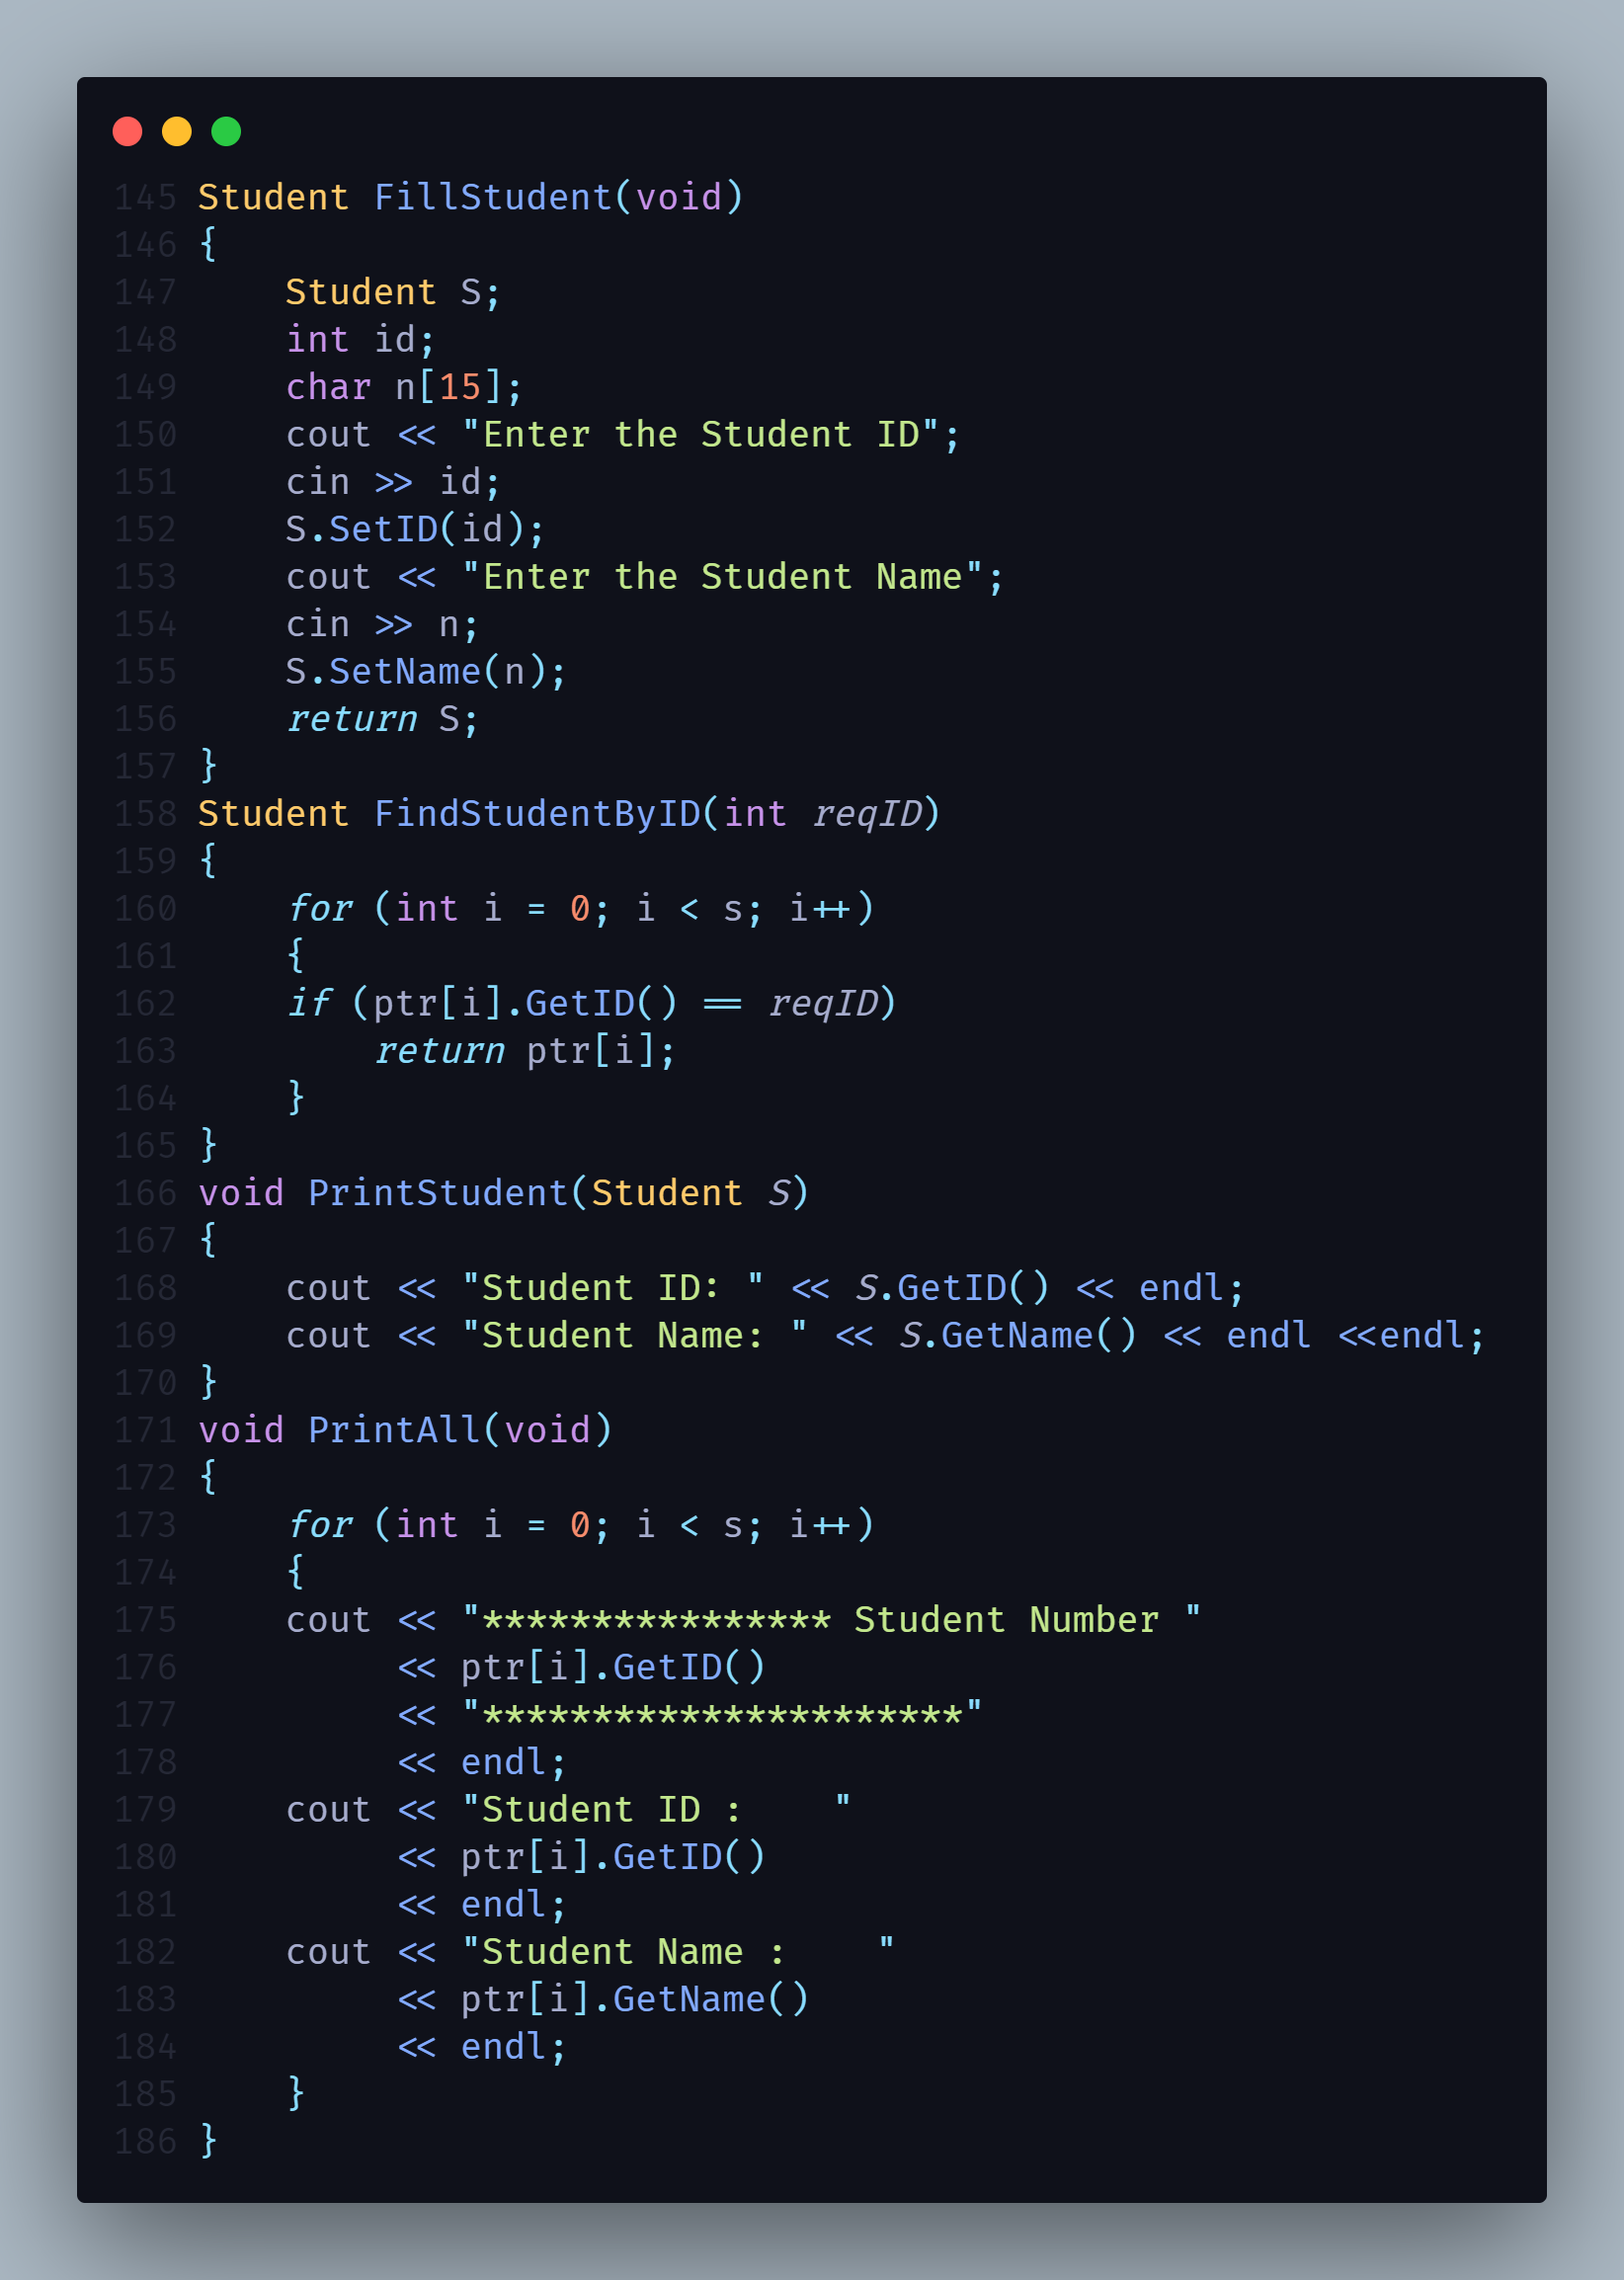 145 Student FillStudent(void)
146 {
147     Student S;
148     int id;
149     char n[15];
150     cout << "Enter the Student ID";
151     cin >> id;
152     S.SetID(id);
153     cout << "Enter the Student Name";
154     cin >> n;
155     S.SetName(n);
156     return S;
157 }
158 Student FindStudentByID(int reqID)
159 {
160     for (int i = 0; i < s; i++)
161     {
162     if (ptr[i].GetID() == reqID)
163         return ptr[i];
164     }
165 }
166 void PrintStudent(Student S)
167 {
168     cout << "Student ID: " << S.GetID() << endl;
169     cout << "Student Name: " << S.GetName() << endl <<endl;
170 }
171 void PrintAll(void)
172 {
173     for (int i = 0; i < s; i++)
174     {
175     cout << "**************** Student Number "
176          << ptr[i].GetID()
177          << "**********************"
178          << endl;
179     cout << "Student ID :    "
180          << ptr[i].GetID()
181          << endl;
182     cout << "Student Name :    "
183          << ptr[i].GetName()
184          << endl;
185     }
186 }